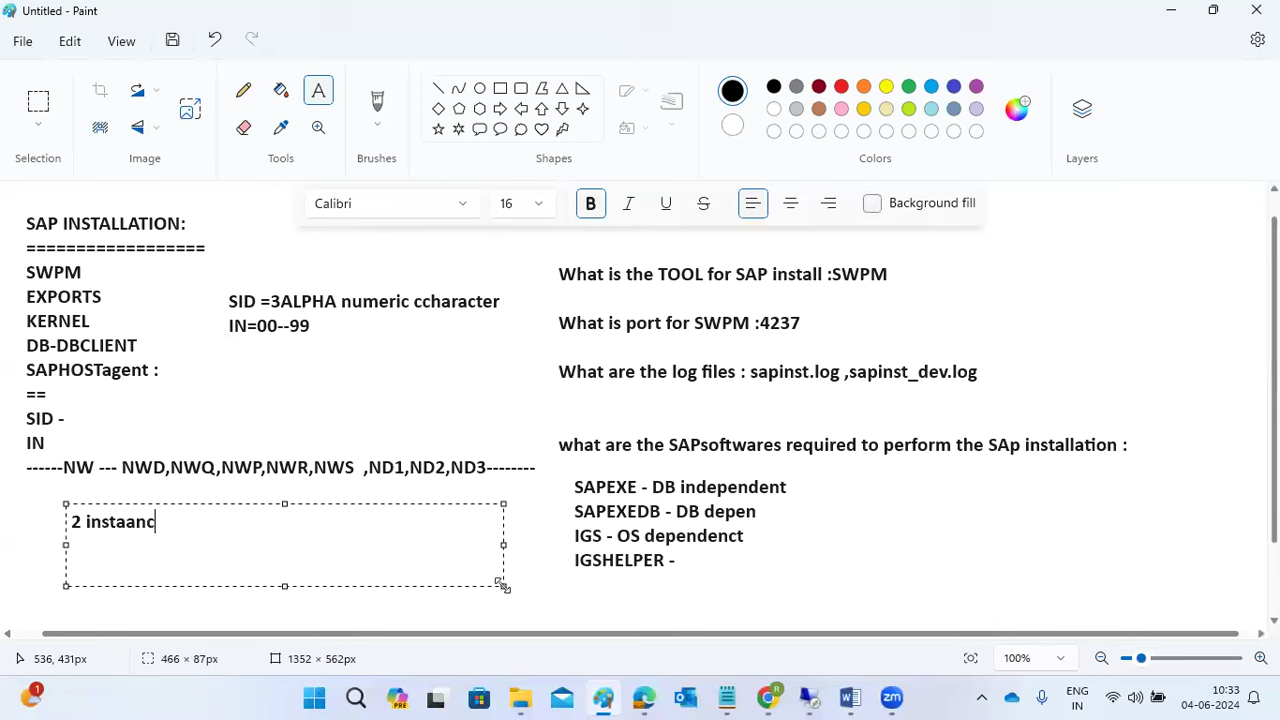 Untitled - Paint
File Edit View
Selection Image Tools Brushes Shapes Colors Layers
Calibri 16 B I U S Background fill
SAP INSTALLATION:
==================
SWPM
EXPORTS
KERNEL
DB-DBCLIENT
SAPHOSTagent :
==
SID -
IN
------NW --- NWD,NWQ,NWP,NWR,NWS ,ND1,ND2,ND3--------
2 instaanc
SID =3ALPHA numeric ccharacter
IN=00--99
What is the TOOL for SAP install :SWPM
What is port for SWPM :4237
What are the log files : sapinst.log ,sapinst_dev.log
what are the SAPsoftwares required to perform the SAp installation :
SAPEXE - DB independent
SAPEXEDB - DB depen
IGS - OS dependenct
IGSHELPER -
536, 431px 466 × 87px 1352 × 562px 100%
1 PRE R zm ENG IN 10:33 04-06-2024